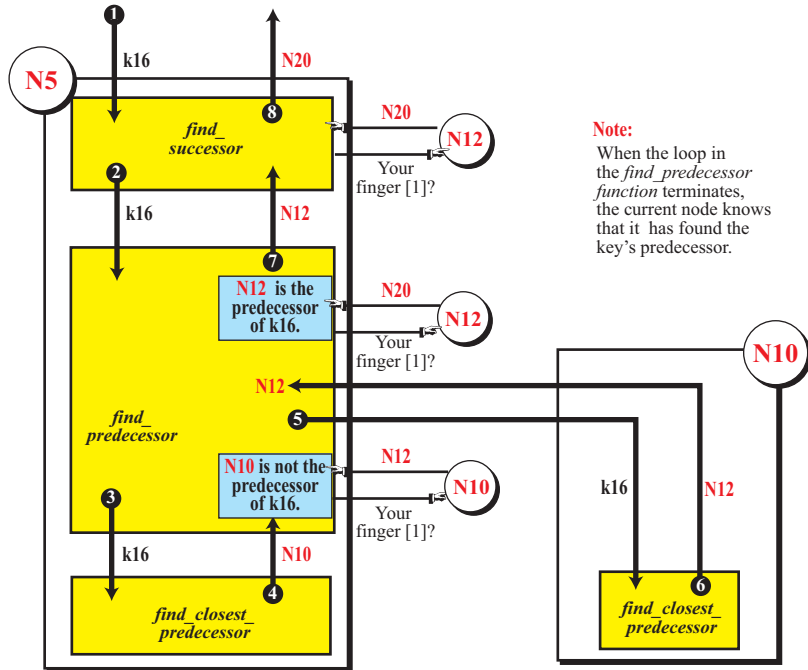 1
k16
N20
N5
8
find_
successor
N20
N12
Your
finger [1]?
2
k16
N12
7
N12 is the
predecessor
of k16.
N20
N12
Your
finger [1]?
Note:
When the loop in
the find_predecessor
function terminates,
the current node knows
that it has found the
key's predecessor.
N10
N12
5
find_
predecessor
N10 is not the
predecessor
of k16.
N12
N10
Your
finger [1]?
k16
N12
3
k16
N10
4
find_closest_
predecessor
6
find_closest_
predecessor